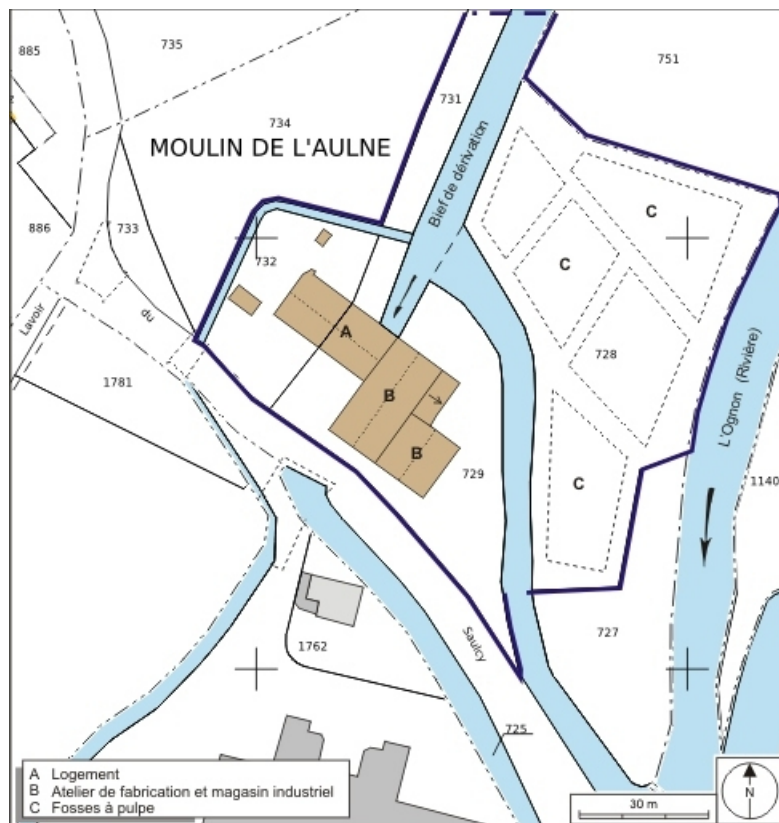 735
885
751
731
734
MOULIN DE L'AULNE
Bief de dérivation
C
886
733
732
C
Lavoir
du
A
728
L'Ognon (Rivière)
1781
B
B
729
C
1140
Saulcy
727
1762
725
A Logement
B Atelier de fabrication et magasin industriel
C Fosses à pulpe
30 m
N